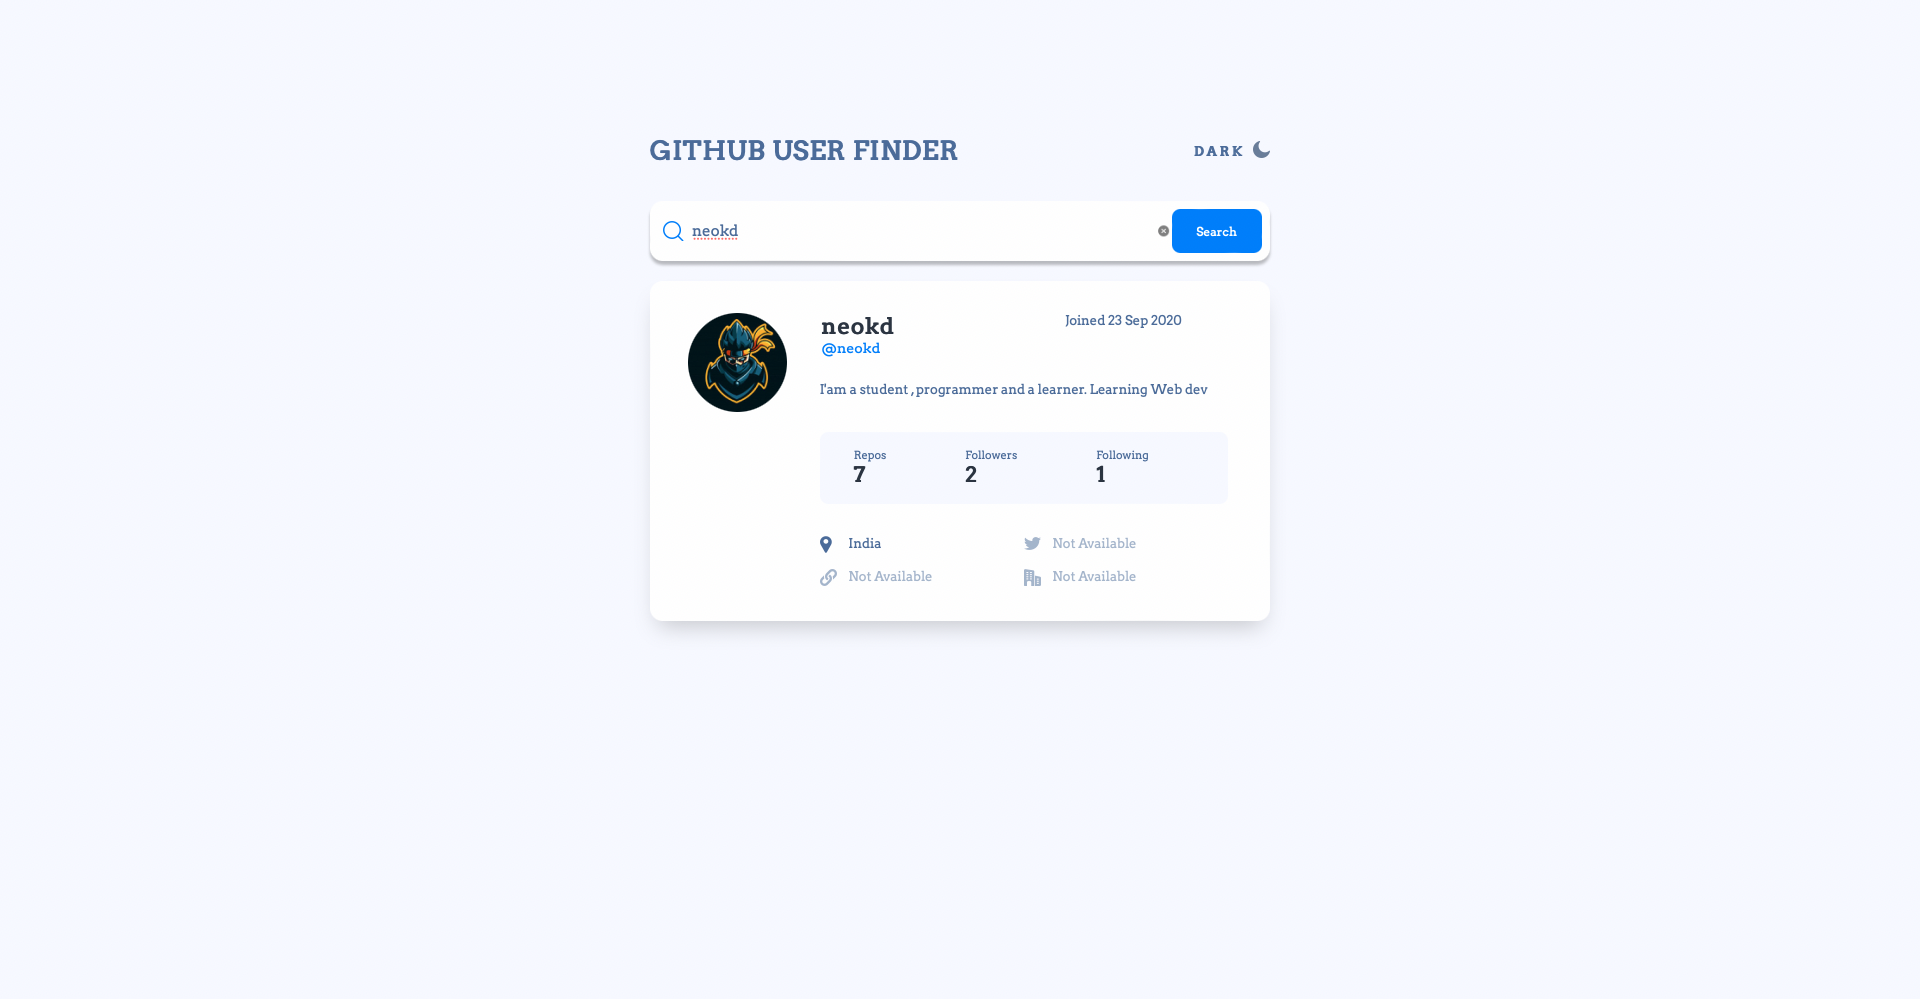 GITHUB USER FINDER
DARK
neokd
Search
neokd
Joined 23 Sep 2020
@neokd
I'am a student , programmer and a learner. Learning Web dev
Repos Followers Following
7 2 1
India Not Available
Not Available Not Available